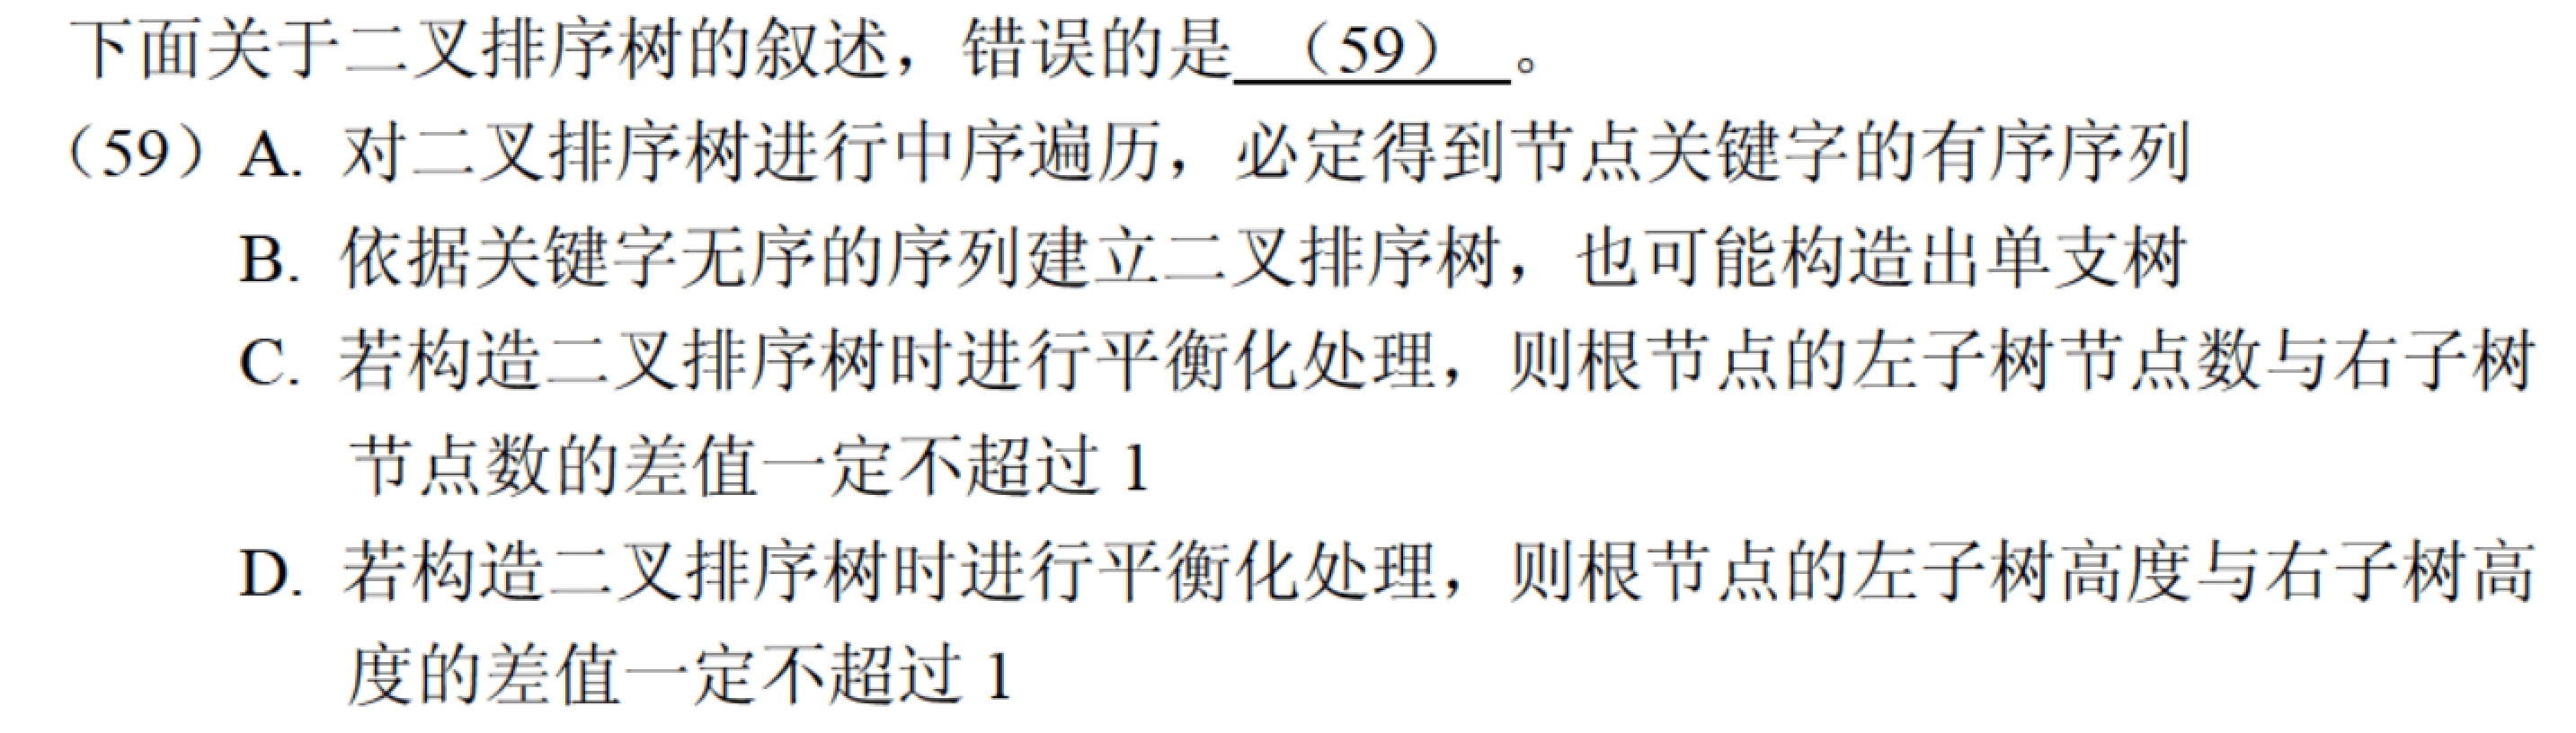 下面关于二叉排序树的叙述，错误的是 （59） 。
（59）A. 对二叉排序树进行中序遍历，必定得到节点关键字的有序序列
B. 依据关键字无序的序列建立二叉排序树，也可能构造出单支树
C. 若构造二叉排序树时进行平衡化处理，则根节点的左子树节点数与右子树
节点数的差值一定不超过 1
D. 若构造二叉排序树时进行平衡化处理，则根节点的左子树高度与右子树高
度的差值一定不超过 1